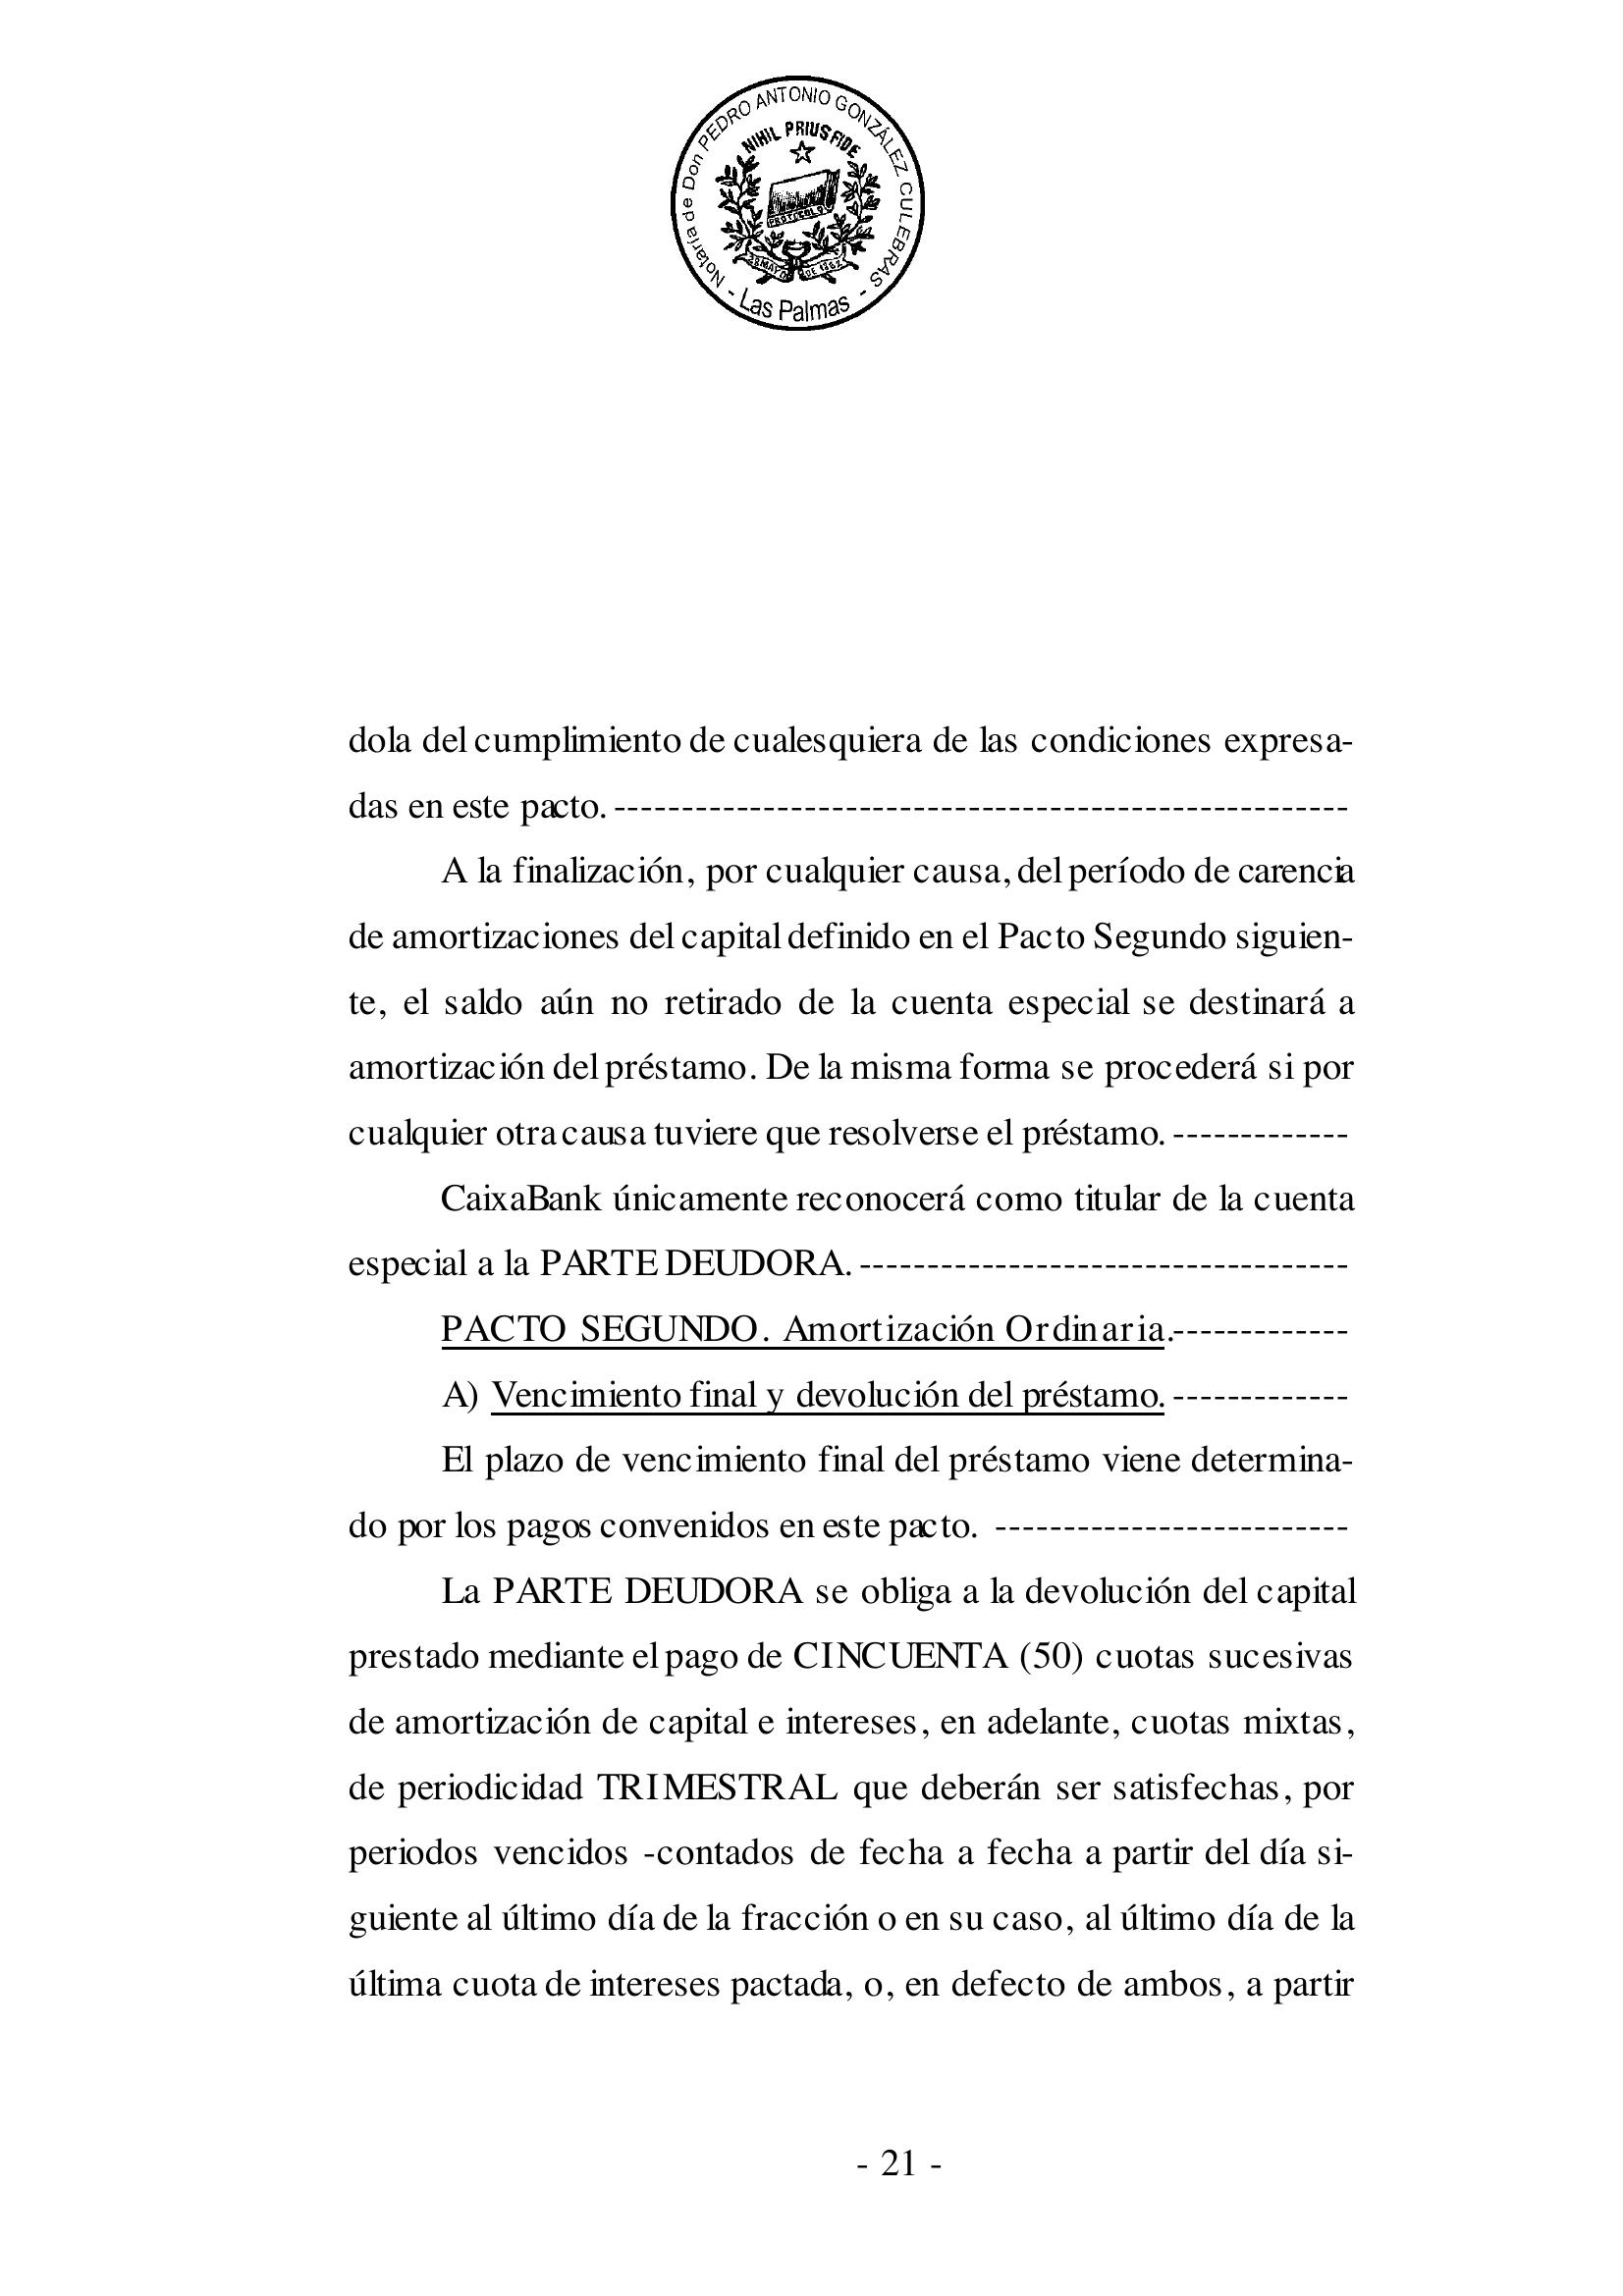 Notaría de Don PEDRO ANTONIO GONZÁLEZ CULEBRAS
NIHIL PRIUS FIDE
PROTOCOLO
28 MAYO DE 1862
- Las Palmas -
dola del cumplimiento de cualesquiera de las condiciones expresa-
das en este pacto. ------------------------------------------------------
A la finalización, por cualquier causa, del período de carencia
de amortizaciones del capital definido en el Pacto Segundo siguien-
te, el saldo aún no retirado de la cuenta especial se destinará a
amortización del préstamo. De la misma forma se procederá si por
cualquier otra causa tuviere que resolverse el préstamo. -------------
CaixaBank únicamente reconocerá como titular de la cuenta
especial a la PARTE DEUDORA. ------------------------------------
PACTO SEGUNDO. Amortización Ordinaria.-------------
A) Vencimiento final y devolución del préstamo. -------------
El plazo de vencimiento final del préstamo viene determina-
do por los pagos convenidos en este pacto. --------------------------
La PARTE DEUDORA se obliga a la devolución del capital
prestado mediante el pago de CINCUENTA (50) cuotas sucesivas
de amortización de capital e intereses, en adelante, cuotas mixtas,
de periodicidad TRIMESTRAL que deberán ser satisfechas, por
periodos vencidos -contados de fecha a fecha a partir del día si-
guiente al último día de la fracción o en su caso, al último día de la
última cuota de intereses pactada, o, en defecto de ambos, a partir
- 21 -